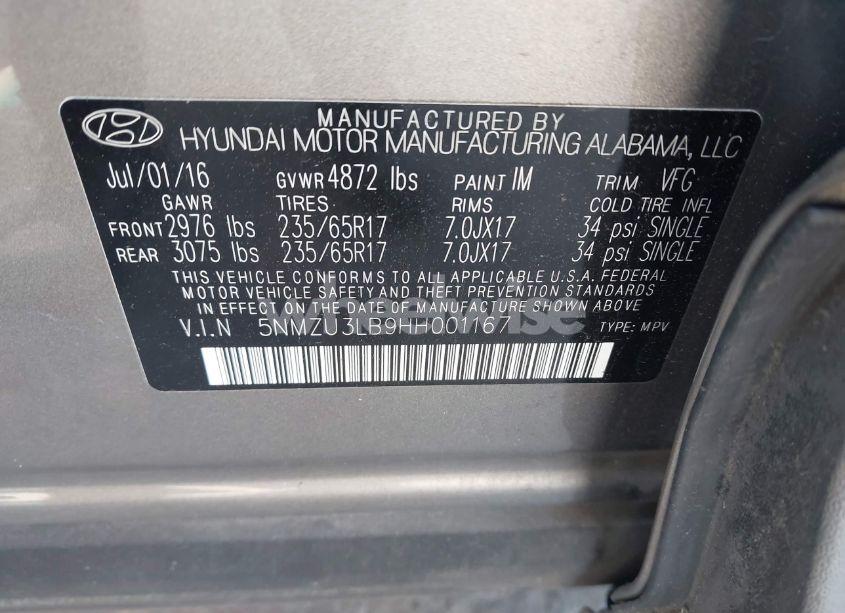 MANUFACTURED BY
HYUNDAI MOTOR MANUFACTURING ALABAMA, LLC
Jul/01/16 GVWR 4872 lbs PAINT IM TRIM VFG
GAWR TIRES RIMS COLD TIRE INFL
FRONT 2976 lbs 235/65R17 7.0JX17 34 psi SINGLE
REAR 3075 lbs 235/65R17 7.0JX17 34 psi SINGLE
THIS VEHICLE CONFORMS TO ALL APPLICABLE U.S.A. FEDERAL
MOTOR VEHICLE SAFETY AND THEFT PREVENTION STANDARDS
IN EFFECT ON THE DATE OF MANUFACTURE SHOWN ABOVE
V.I.N 5NMZU3LB9HH001167 TYPE: MPV